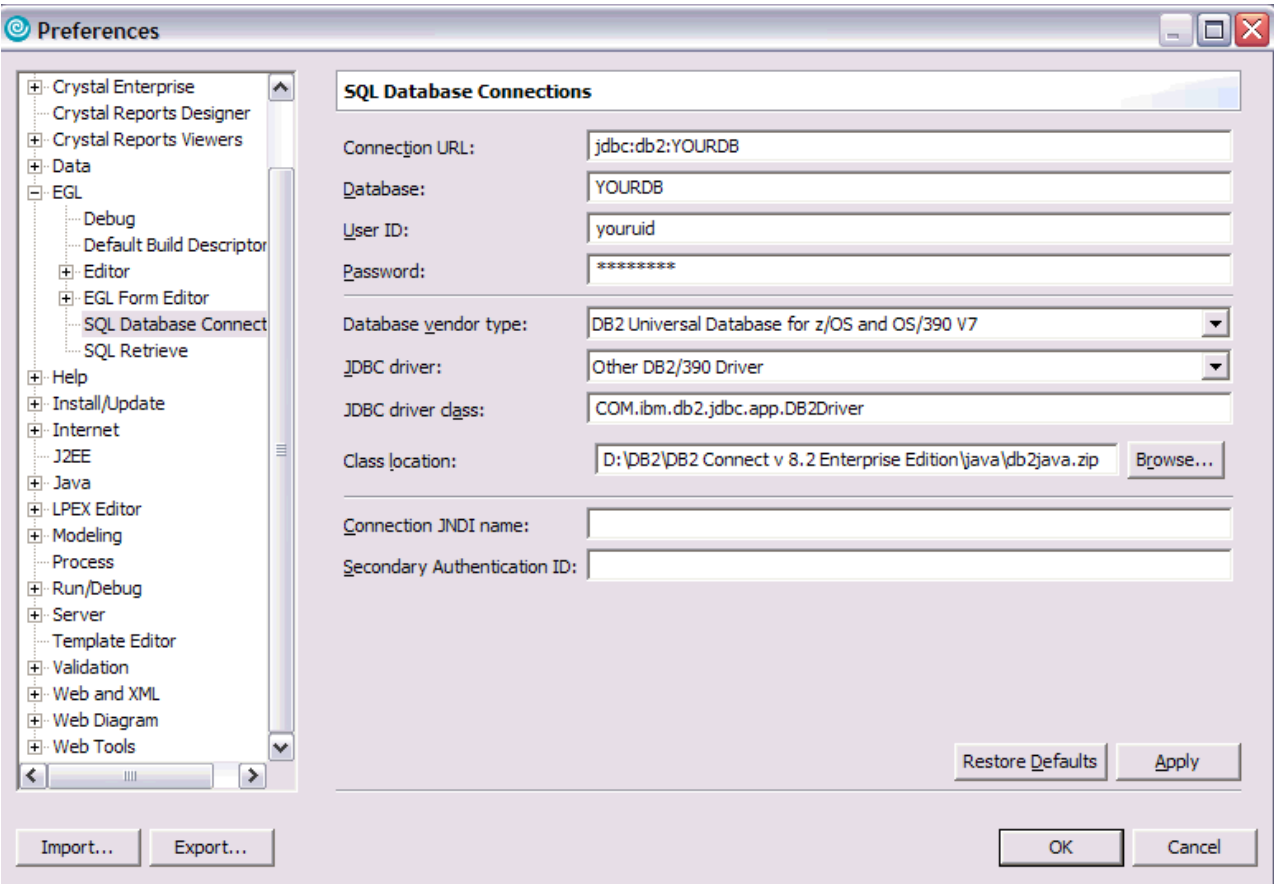 Preferences
Crystal Enterprise
Crystal Reports Designer
Crystal Reports Viewers
Data
EGL
Debug
Default Build Descriptor
Editor
EGL Form Editor
SQL Database Connect
SQL Retrieve
Help
Install/Update
Internet
J2EE
Java
LPEX Editor
Modeling
Process
Run/Debug
Server
Template Editor
Validation
Web and XML
Web Diagram
Web Tools
SQL Database Connections
Connection URL: jdbc:db2:YOURDB
Database: YOURDB
User ID: youruid
Password: ********
Database vendor type: DB2 Universal Database for z/OS and OS/390 V7
JDBC driver: Other DB2/390 Driver
JDBC driver class: COM.ibm.db2.jdbc.app.DB2Driver
Class location: D:\DB2\DB2 Connect v 8.2 Enterprise Edition\java\db2java.zip Browse...
Connection JNDI name:
Secondary Authentication ID:
Restore Defaults Apply
Import... Export... OK Cancel